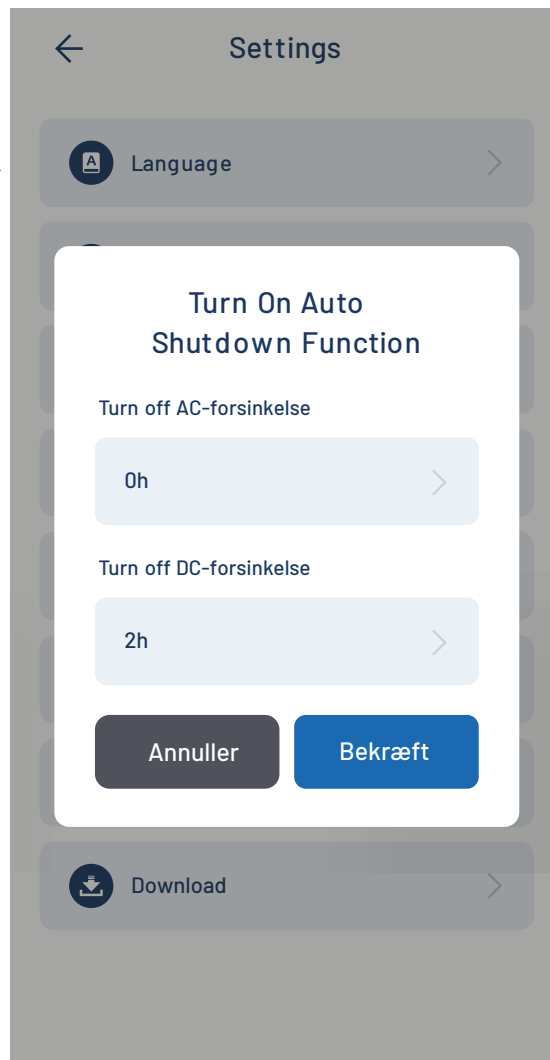 Settings
A
Language
Turn On Auto
Shutdown Function
Turn off AC-forsinkelse
0h
Turn off DC-forsinkelse
2h
Annuller
Bekræft
Download